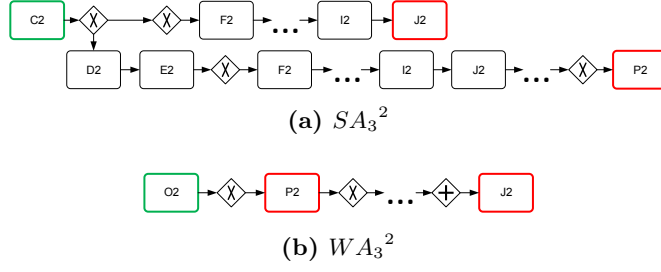 C2 X X F2 ... I2 J2
D2 E2 X F2 ... I2 J2 ... X P2
(a) SA₃²
O2 X P2 X ... + J2
(b) WA₃²